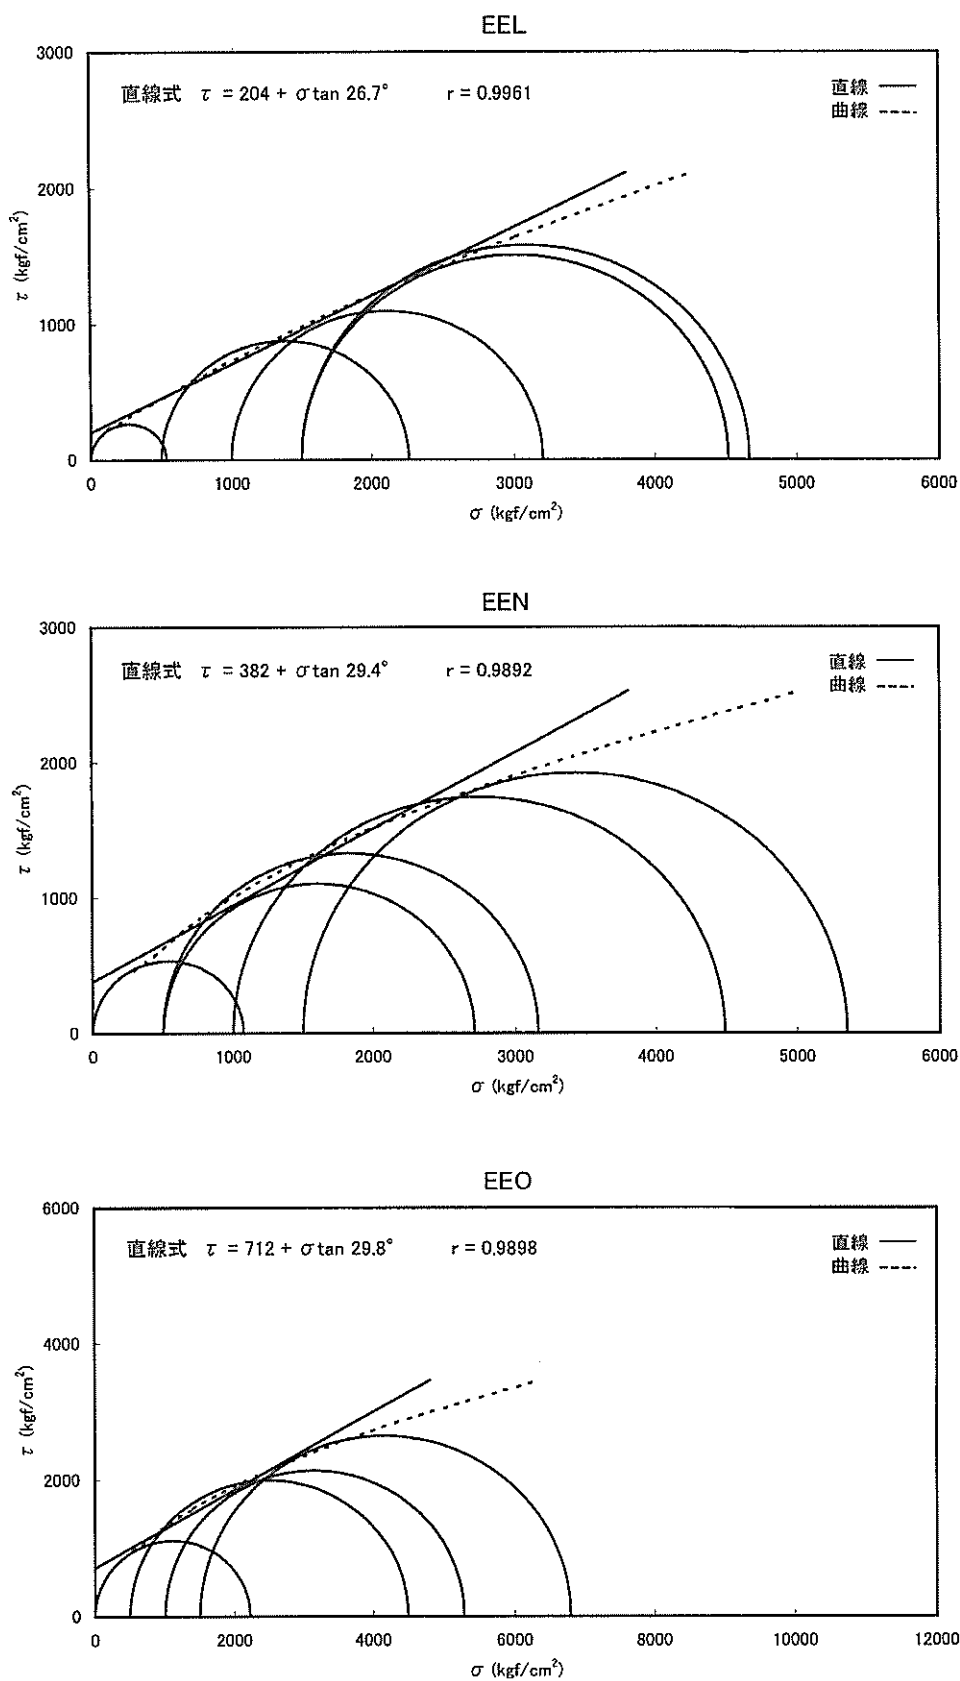 EEL
3000
直線式 τ = 204 + σ tan 26.7° r = 0.9961
直線
曲線
2000
τ (kgf/cm²)
1000
0
0 1000 2000 3000 4000 5000 6000
σ (kgf/cm²)
EEN
3000
直線式 τ = 382 + σ tan 29.4° r = 0.9892
直線
曲線
2000
τ (kgf/cm²)
1000
0
0 1000 2000 3000 4000 5000 6000
σ (kgf/cm²)
EEO
6000
直線式 τ = 712 + σ tan 29.8° r = 0.9898
直線
曲線
4000
τ (kgf/cm²)
2000
0
0 2000 4000 6000 8000 10000 12000
σ (kgf/cm²)